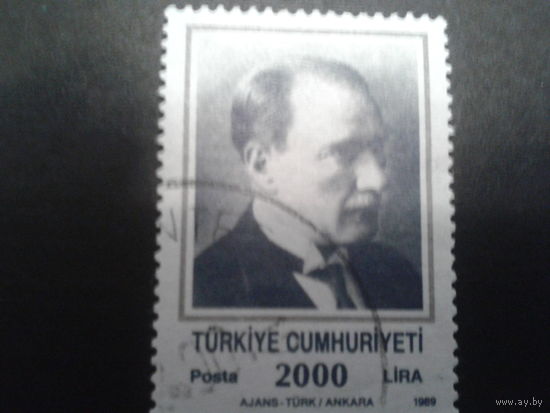 TÜRKİYE CUMHURİYETİ
Posta 2000 LİRA
AJANS - TÜRK / ANKARA 1989
www.ay.by